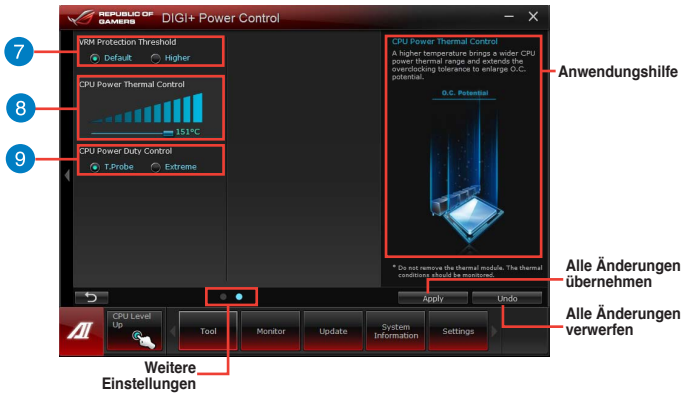 REPUBLIC OF
GAMERS
DIGI+ Power Control
7
VRM Protection Threshold
Default Higher
8
CPU Power Thermal Control
151°C
9
CPU Power Duty Control
T.Probe Extreme
CPU Power Thermal Control
A higher temperature brings a wider CPU
power thermal range and extends the
overclocking tolerance to enlarge O.C.
potential.
O.C. Potential
* Do not remove the thermal module. The thermal
conditions should be monitored.
Anwendungshilfe
Apply Undo
Alle Änderungen
übernehmen
Alle Änderungen
verwerfen
CPU Level
Up
Tool
Monitor
Update
System
Information
Settings
Weitere
Einstellungen